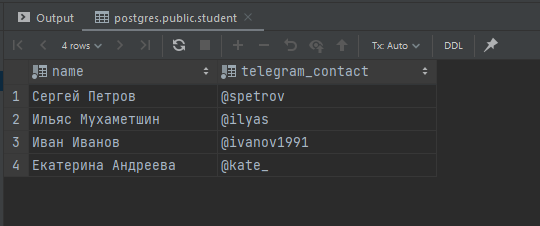 Output postgres.public.student
4 rows Tx: Auto DDL
name telegram_contact
1 Сергей Петров @spetrov
2 Ильяс Мухаметшин @ilyas
3 Иван Иванов @ivanov1991
4 Екатерина Андреева @kate_